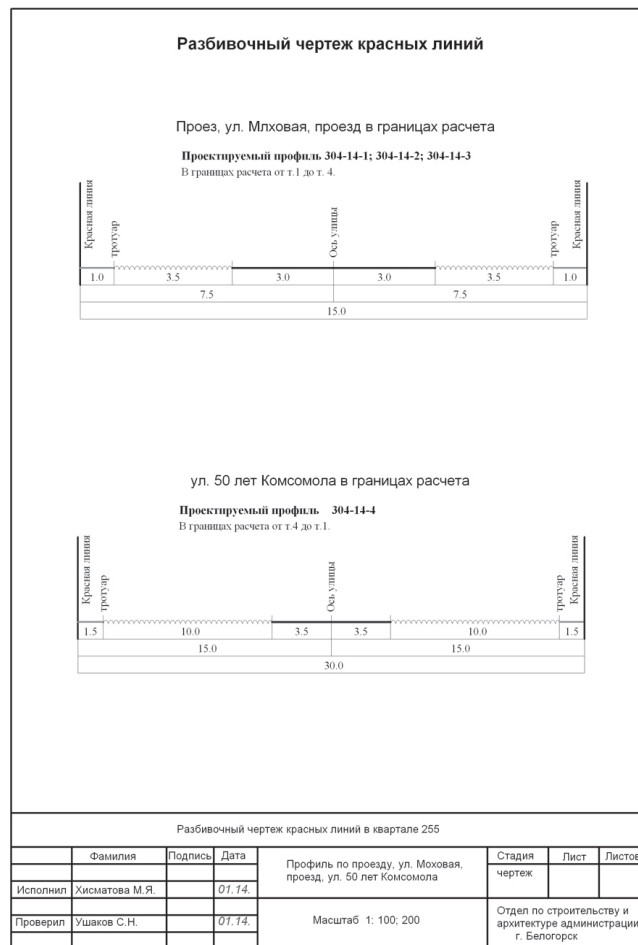 Разбивочный чертеж красных линий
Проез, ул. Млховая, проезд в границах расчета
Проектируемый профиль 304-14-1; 304-14-2; 304-14-3
В границах расчета от т.1 до т. 4.
Красная линия
тротуар
Ось улицы
тротуар
Красная линия
1.0 3.5 3.0 3.0 3.5 1.0
7.5 7.5
15.0
ул. 50 лет Комсомола в границах расчета
Проектируемый профиль 304-14-4
В границах расчета от т.4 до т.1.
Красная линия
тротуар
Ось улицы
тротуар
Красная линия
1.5 10.0 3.5 3.5 10.0 1.5
15.0 15.0
30.0
Разбивочный чертеж красных линий в квартале 255
Фамилия Подпись Дата
Исполнил Хисматова М.Я. 01.14.
Проверил Ушаков С.Н. 01.14.
Профиль по проезду, ул. Моховая,
проезд, ул. 50 лет Комсомола
Масштаб 1: 100; 200
Стадия Лист Листов
чертеж
Отдел по строительству и
архитектуре администрации
г. Белогорск